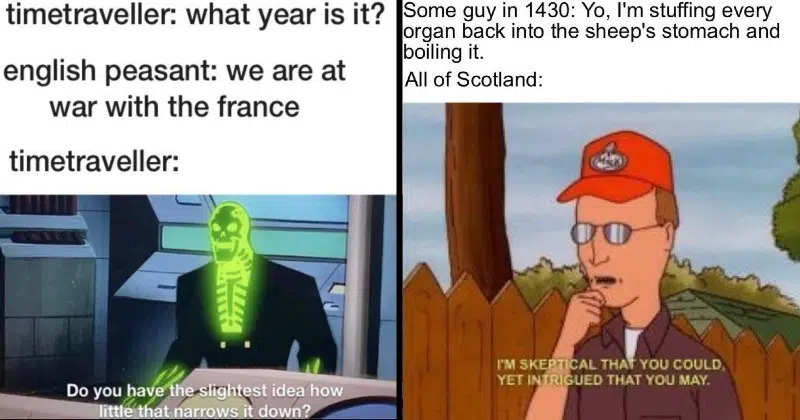 timetraveller: what year is it?
english peasant: we are at
war with the france
timetraveller:
Do you have the slightest idea how
little that narrows it down?
Some guy in 1430: Yo, I'm stuffing every
organ back into the sheep's stomach and
boiling it.
All of Scotland:
I'M SKEPTICAL THAT YOU COULD,
YET INTRIGUED THAT YOU MAY.